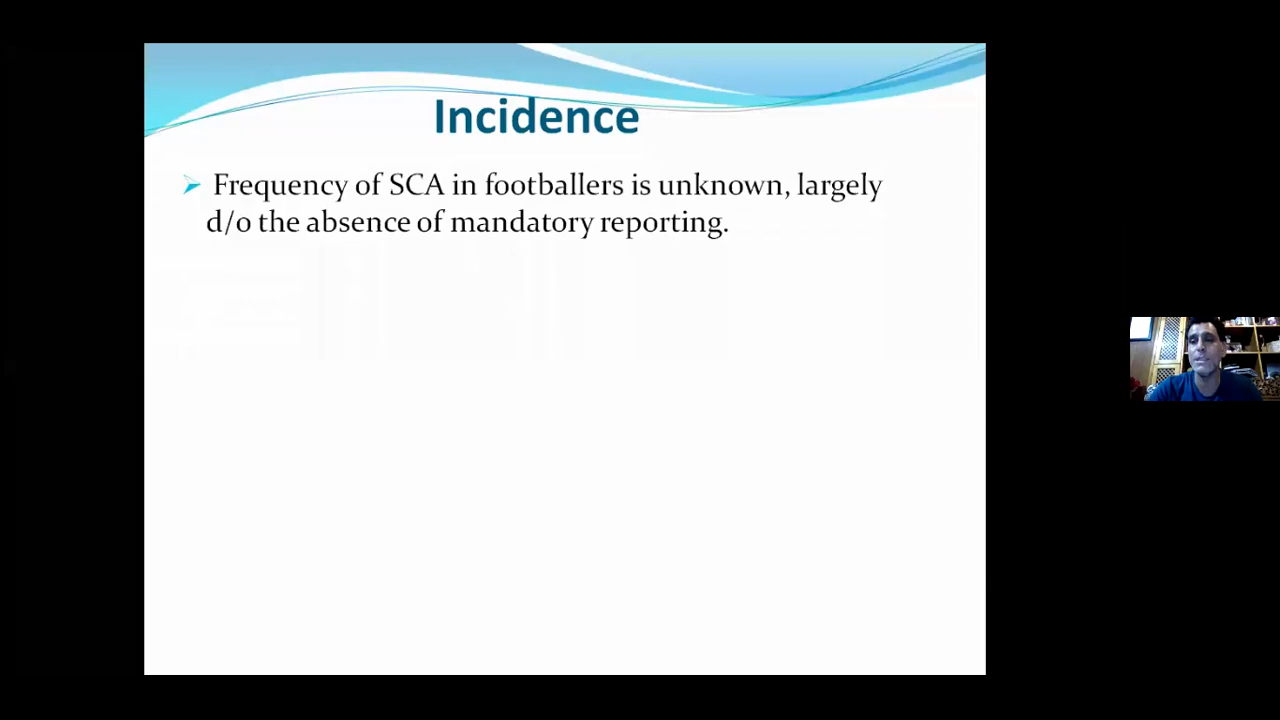 Incidence
Frequency of SCA in footballers is unknown, largely
d/o the absence of mandatory reporting.